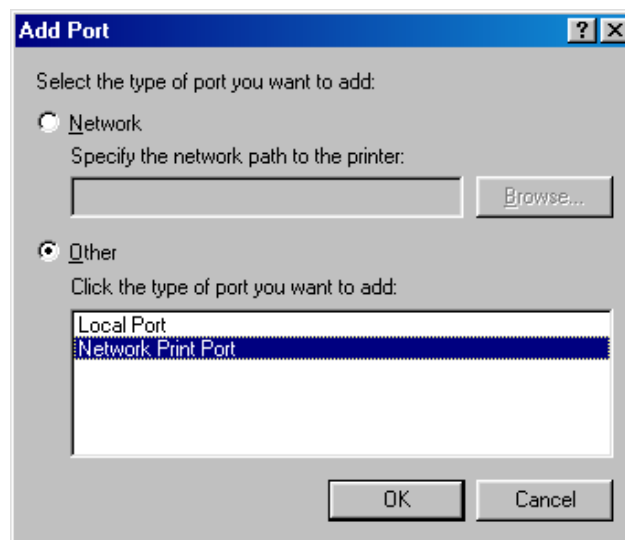 Add Port
Select the type of port you want to add:
Network
Specify the network path to the printer:
Browse...
Other
Click the type of port you want to add:
Local Port
Network Print Port
OK Cancel